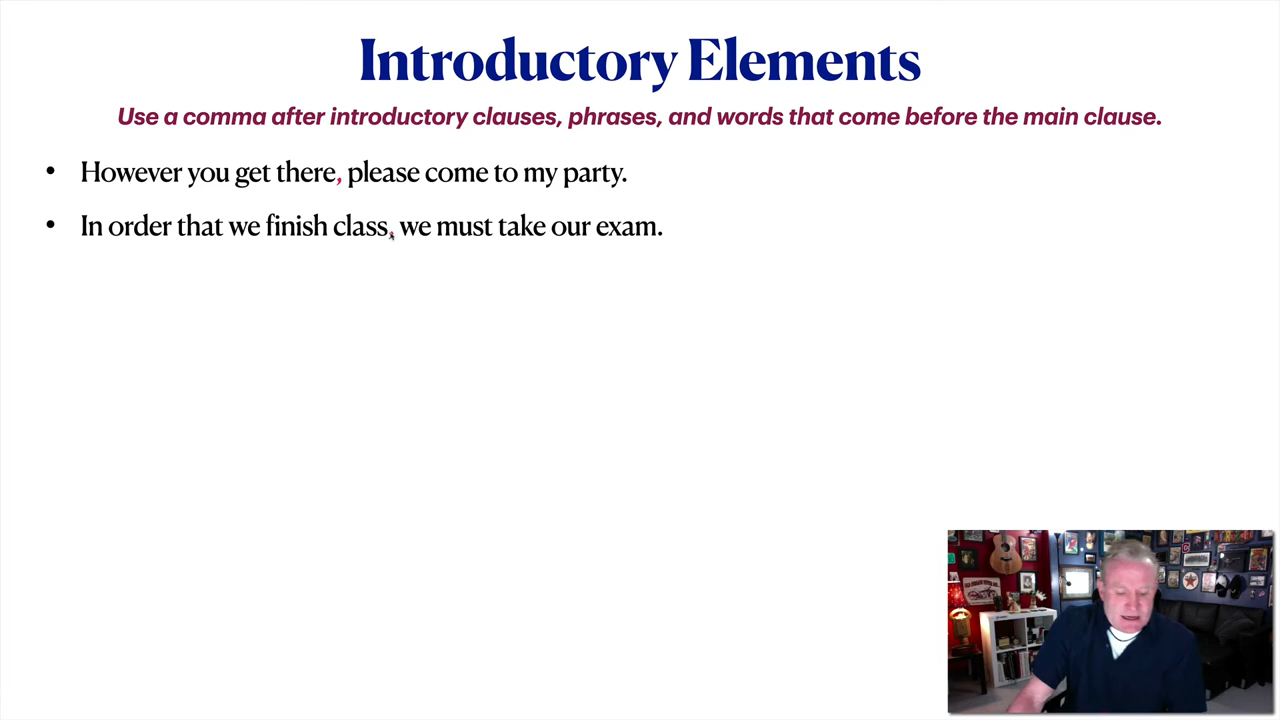 Introductory Elements
Use a comma after introductory clauses, phrases, and words that come before the main clause.
• However you get there, please come to my party.
• In order that we finish class, we must take our exam.